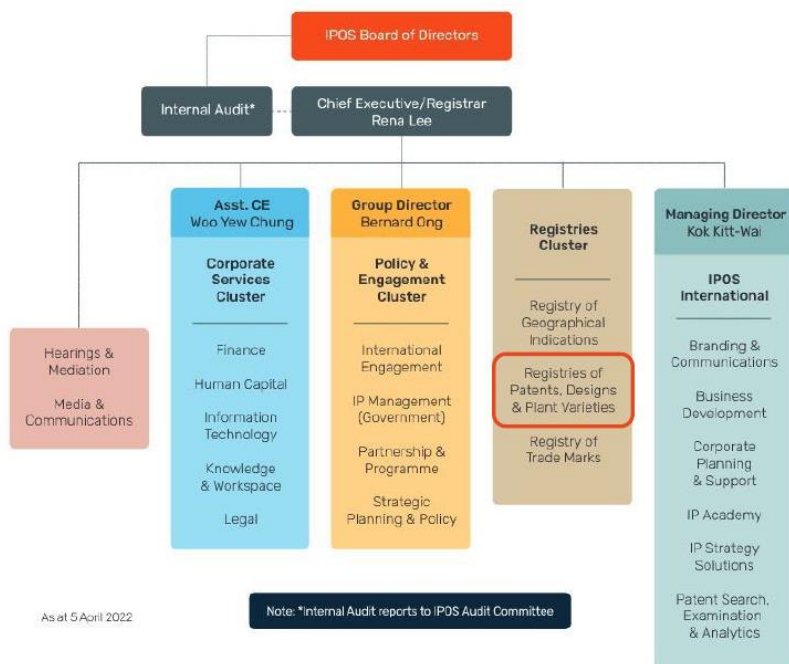 IPOS Board of Directors
Internal Audit*
Chief Executive/Registrar
Rena Lee
Hearings &
Mediation
Media &
Communications
Asst. CE
Woo Yew Chung
Corporate
Services
Cluster
Finance
Human Capital
Information
Technology
Knowledge
& Workspace
Legal
Group Director
Bernard Ong
Policy &
Engagement
Cluster
International
Engagement
IP Management
(Government)
Partnership &
Programme
Strategic
Planning & Policy
Registries
Cluster
Registry of
Geographical
Indications
Registries of
Patents, Designs
& Plant Varieties
Registry of
Trade Marks
Managing Director
Kok Kitt-Wai
IPOS
International
Branding &
Communications
Business
Development
Corporate
Planning
& Support
IP Academy
IP Strategy
Solutions
Patent Search,
Examination
& Analytics
As at 5 April 2022
Note: *Internal Audit reports to IPOS Audit Committee